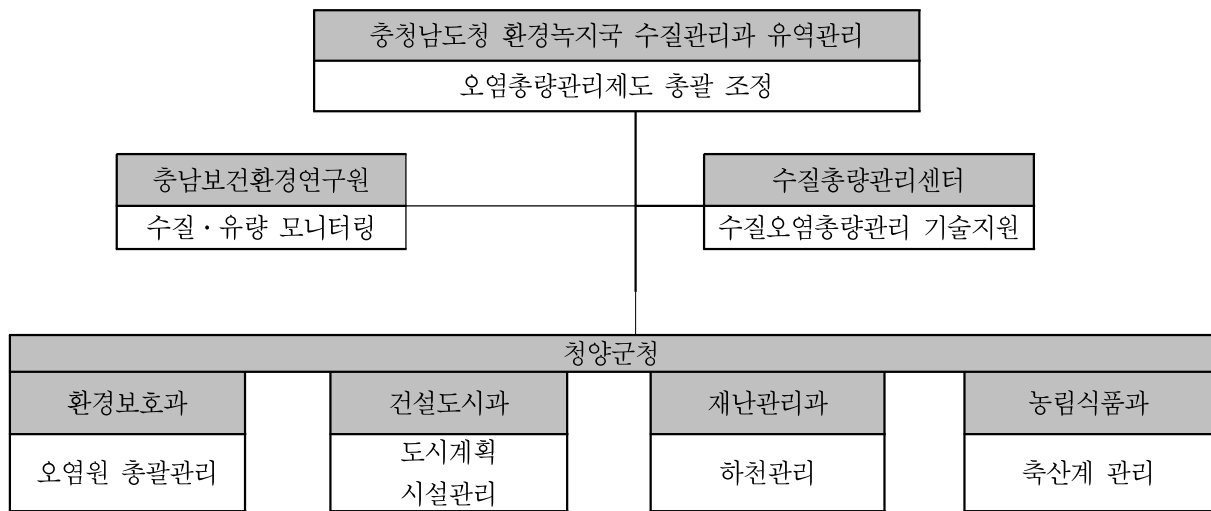 충청남도청 환경녹지국 수질관리과 유역관리
오염총량관리제도 총괄 조정
충남보건환경연구원
수질총량관리센터
수질·유량 모니터링
수질오염총량관리 기술지원
청양군청
환경보호과
건설도시과
재난관리과
농림식품과
오염원 총괄관리
도시계획
시설관리
하천관리
축산계 관리